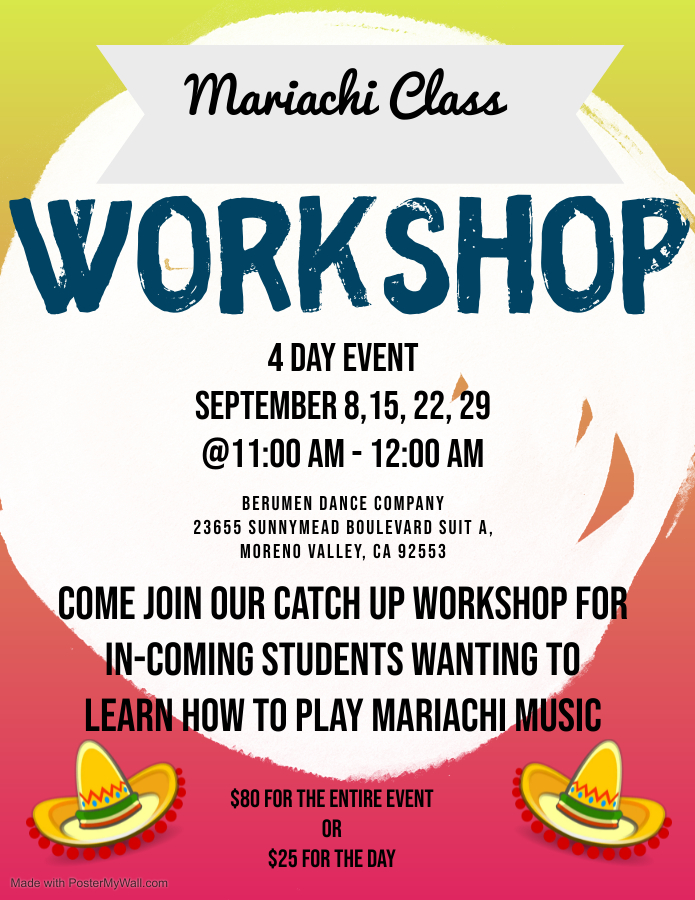 Mariachi Class
WORKSHOP
4 DAY EVENT
SEPTEMBER 8,15, 22, 29
@11:00 AM - 12:00 AM
BERUMEN DANCE COMPANY
23655 SUNNYMEAD BOULEVARD SUIT A,
MORENO VALLEY, CA 92553
COME JOIN OUR CATCH UP WORKSHOP FOR
IN-COMING STUDENTS WANTING TO
LEARN HOW TO PLAY MARIACHI MUSIC
$80 FOR THE ENTIRE EVENT
OR
$25 FOR THE DAY
Made with PosterMyWall.com